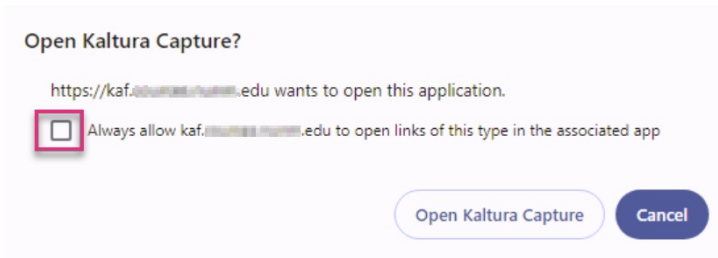 Open Kaltura Capture?
https://kaf. .edu wants to open this application.
Always allow kaf. .edu to open links of this type in the associated app
Open Kaltura Capture
Cancel